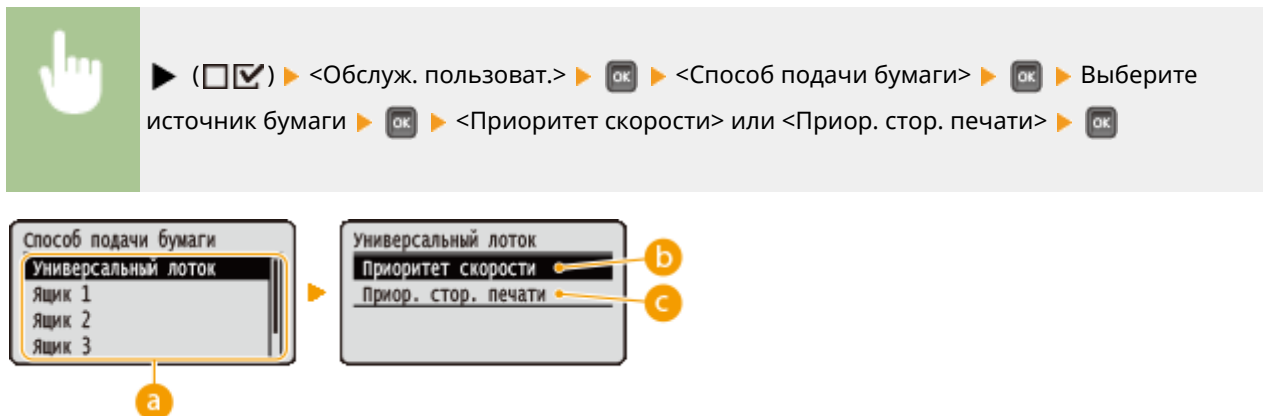 (☐☑) <Обслуж. пользоват.> OK <Способ подачи бумаги> OK Выберите
источник бумаги OK <Приоритет скорости> или <Приор. стор. печати> OK
Способ подачи бумаги
Универсальный лоток
Ящик 1
Ящик 2
Ящик 3
a
Универсальный лоток
Приоритет скорости b
Приор. стор. печати c